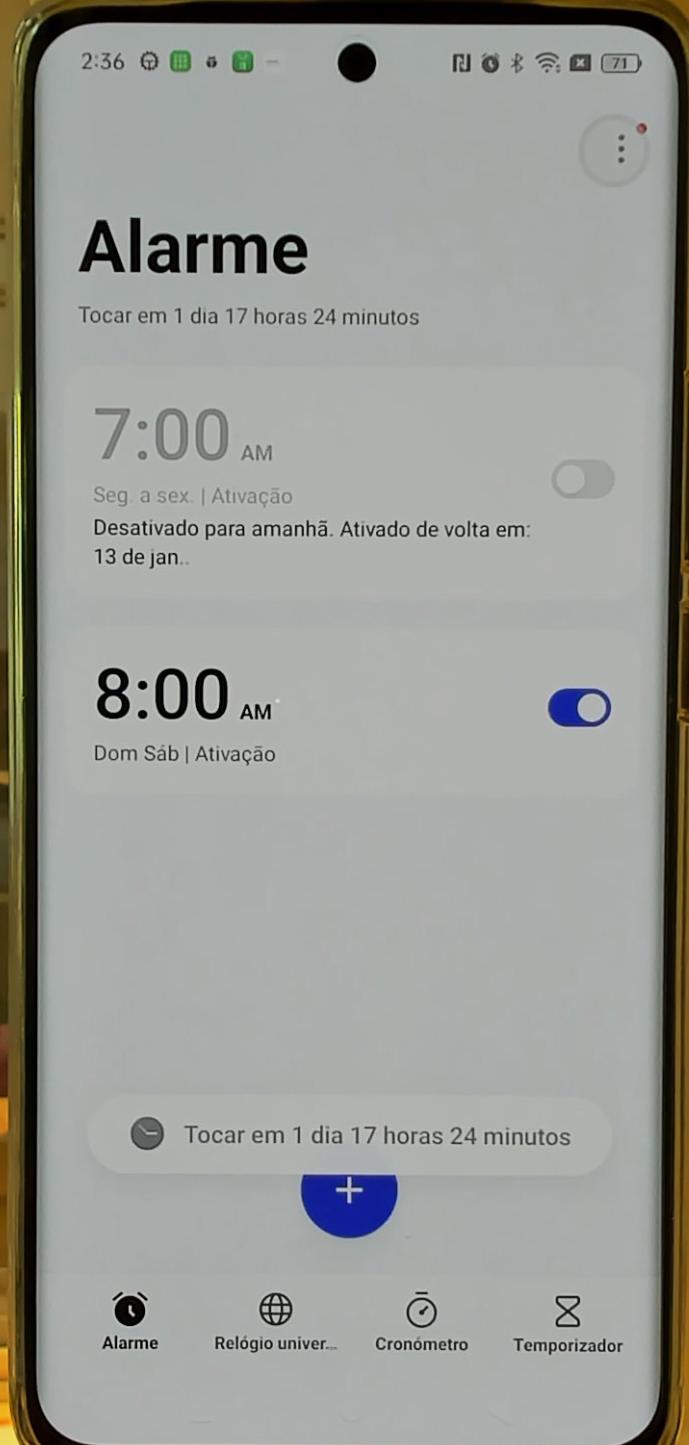 2:36
71
Alarme
Tocar em 1 dia 17 horas 24 minutos
7:00 AM
Seg. a sex. | Ativação
Desativado para amanhã. Ativado de volta em:
13 de jan..
8:00 AM
Dom Sáb | Ativação
Tocar em 1 dia 17 horas 24 minutos
+
Alarme
Relógio univer...
Cronómetro
Temporizador